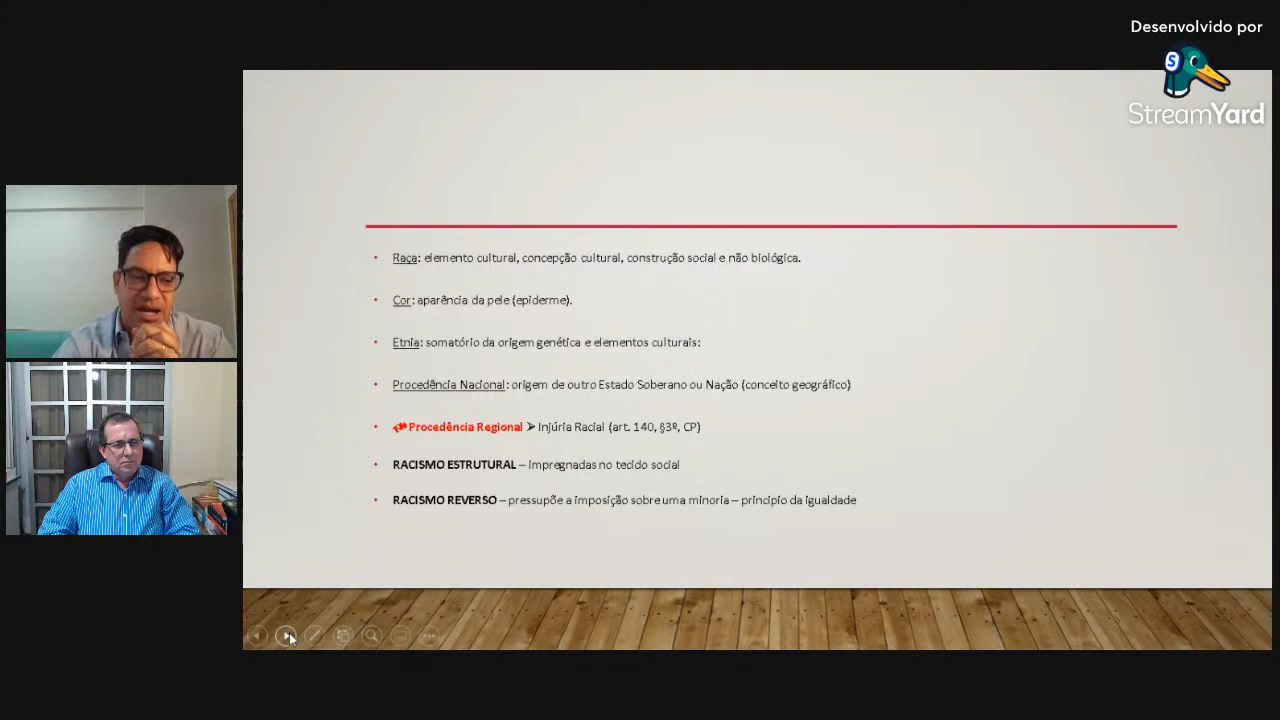 Desenvolvido por
StreamYard
Raça: elemento cultural, concepção cultural, construção social e não biológica.
Cor: aparência da pele (epiderme).
Etnia: somatório da origem genética e elementos culturais:
Procedência Nacional: origem de outro Estado Soberano ou Nação (conceito geográfico)
Procedência Regional ➢ Injúria Racial (art. 140, §3º, CP)
RACISMO ESTRUTURAL – impregnadas no tecido social
RACISMO REVERSO – pressupõe a imposição sobre uma minoria – principio da igualdade